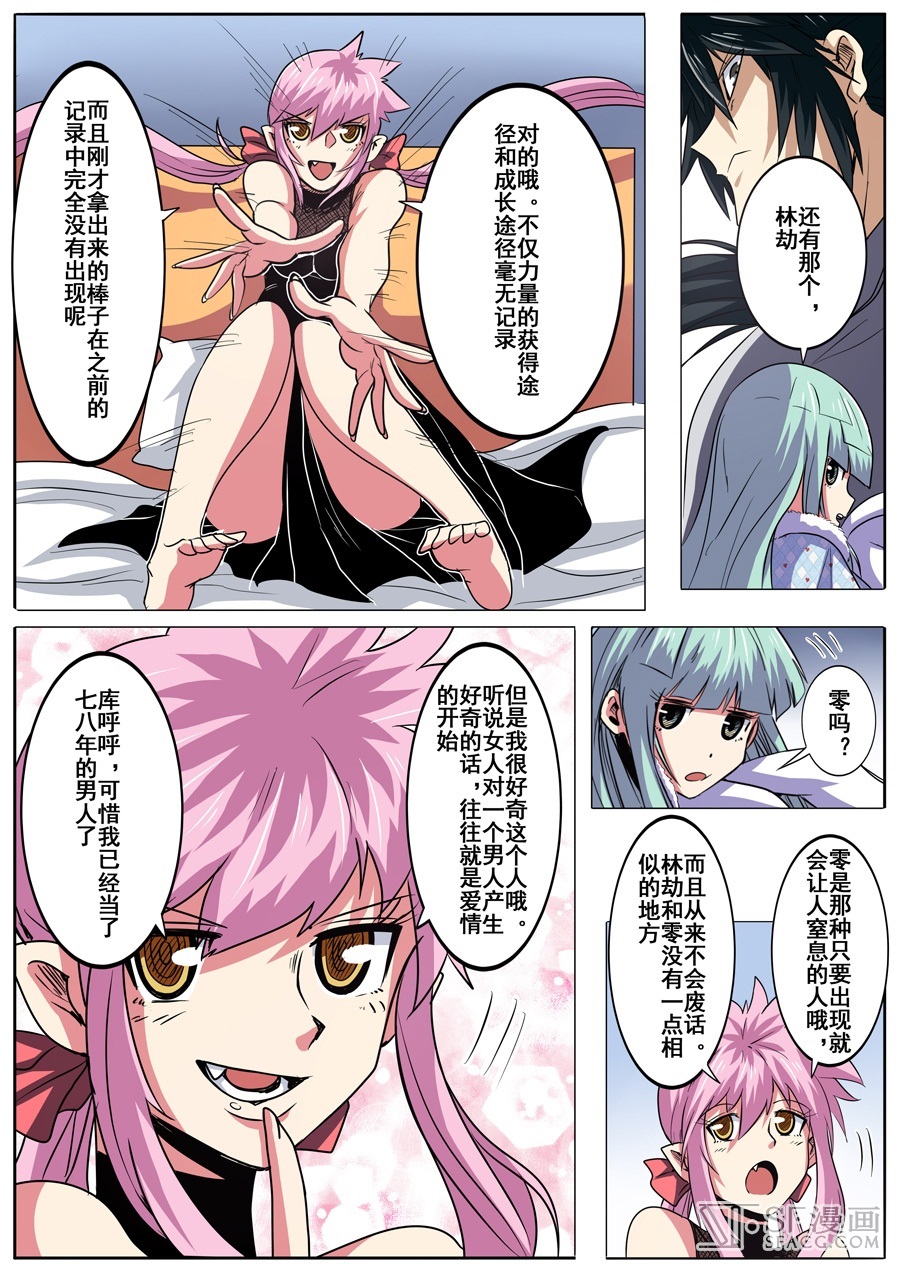 还有那个，
林劫
对的哦。不仅力量的获得途
径和成长途径毫无记录
而且刚才拿出来的棒子在之前的
记录中完全没有出现呢
零吗？
零是那种只要出现就
会让人窒息的人哦，
而且从来不会废话。
林劫和零没有一点相
似的地方
但是我很好奇这个人哦。
听说女人对一个男人产生
好奇的话，往往就是爱情
的开始
库呼呼，可惜我已经当了
七八年的男人了
SF漫画
SFACG.COM